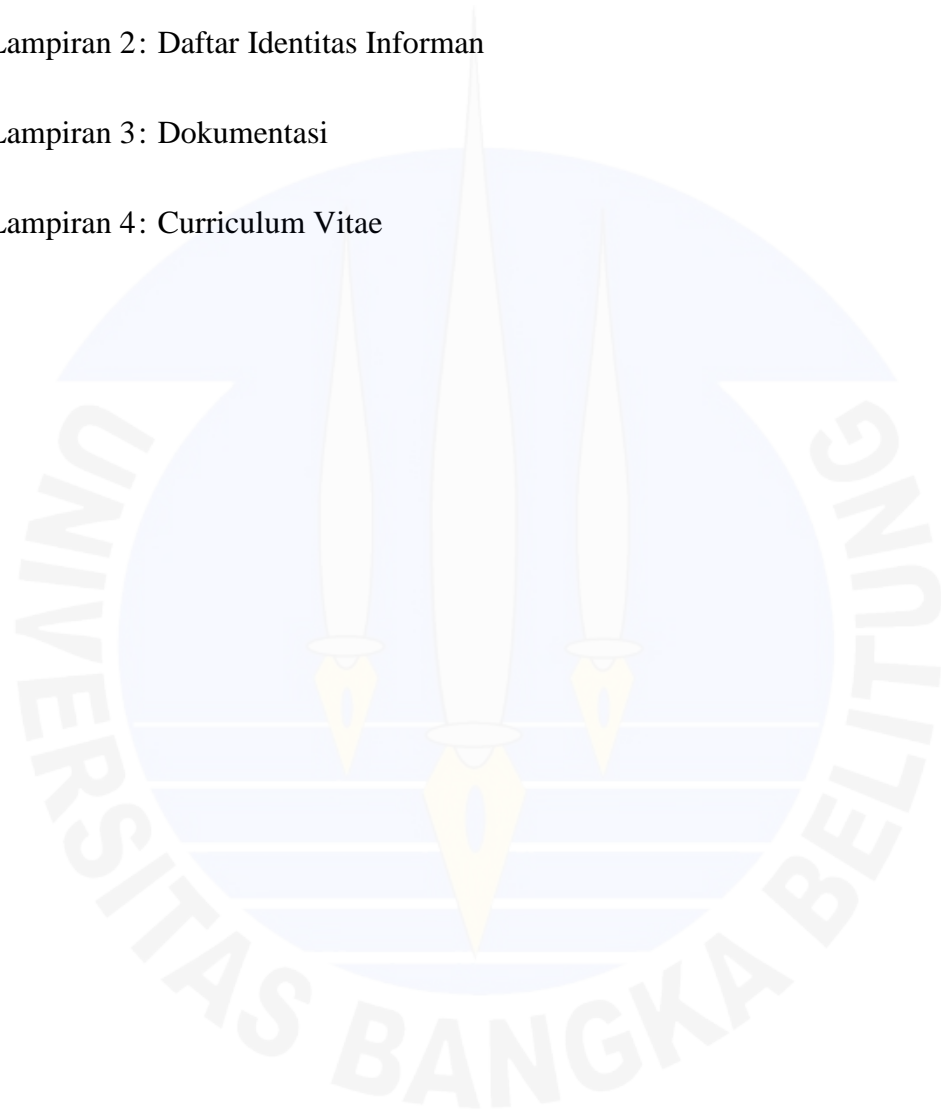 Lampiran 2: Daftar Identitas Informan
Lampiran 3: Dokumentasi
Lampiran 4: Curriculum Vitae
UNIVERSITAS BANGKA BELITUNG